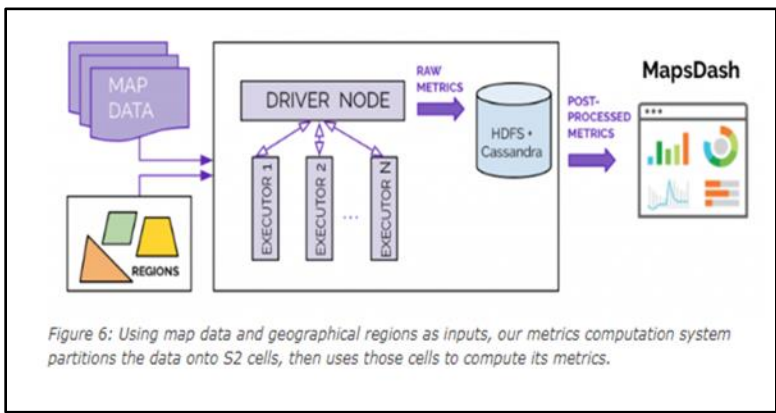 MAP
DATA
REGIONS
DRIVER NODE
EXECUTOR 1
EXECUTOR 2
...
EXECUTOR N
RAW
METRICS
HDFS +
Cassandra
POST-
PROCESSED
METRICS
MapsDash
Figure 6: Using map data and geographical regions as inputs, our metrics computation system
partitions the data onto S2 cells, then uses those cells to compute its metrics.